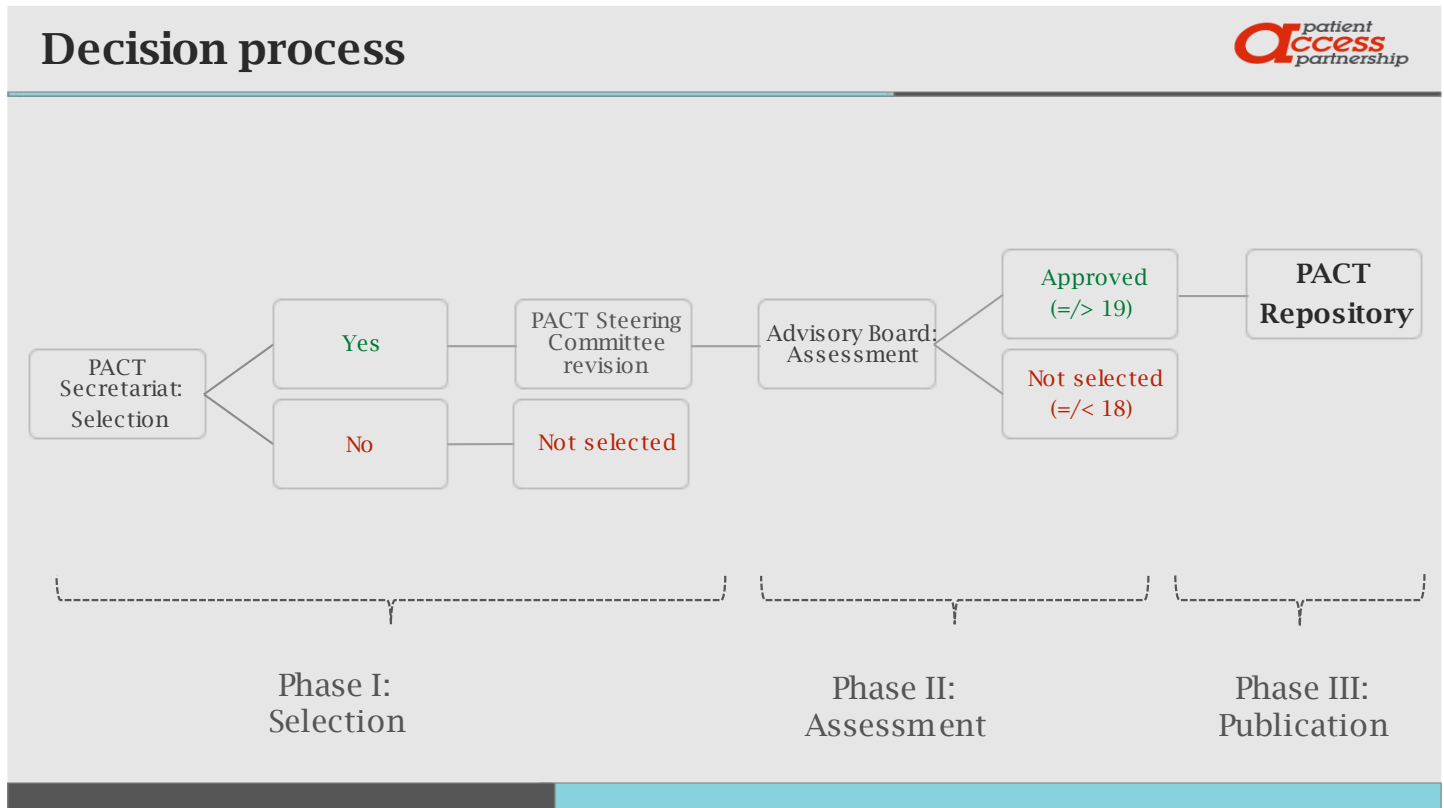 Decision process
patient
access
partnership
PACT
Secretariat:
Selection
Yes
No
PACT Steering
Committee
revision
Not selected
Advisory Board:
Assessment
Approved
(=/> 19)
Not selected
(=/< 18)
PACT
Repository
Phase I:
Selection
Phase II:
Assessment
Phase III:
Publication